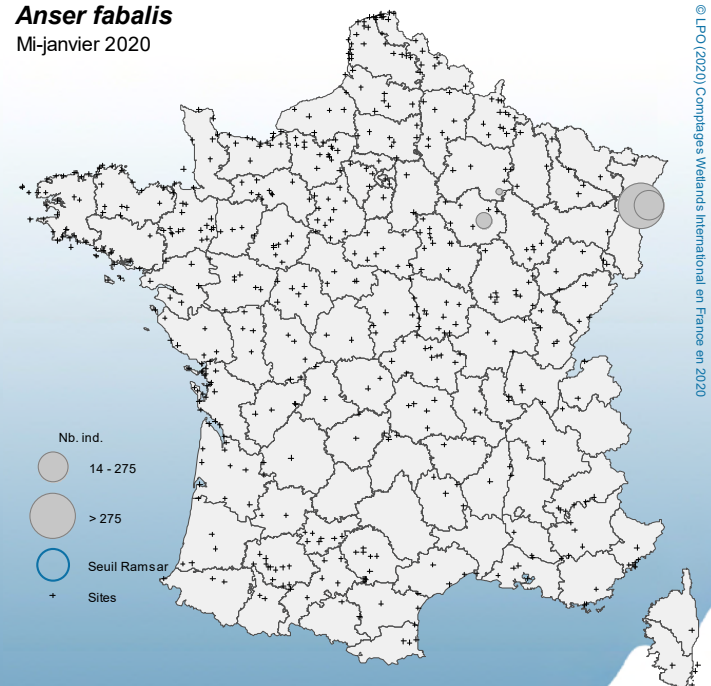 Anser fabalis
Mi-janvier 2020
Nb. ind.
14 - 275
> 275
Seuil Ramsar
Sites
© LPO (2020) Comptages Wetlands International en France en 2020